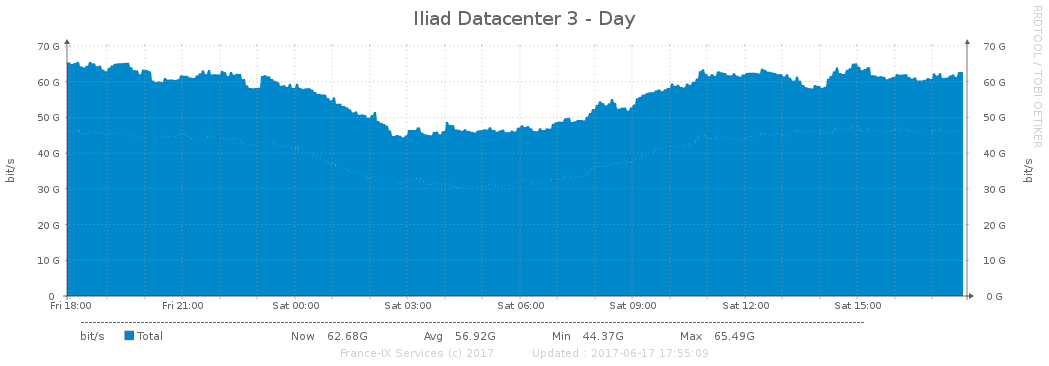 Iliad Datacenter 3 - Day
RRDTOOL / TOBI OETIKER
70 G 70 G
60 G 60 G
50 G 50 G
40 G 40 G
30 G 30 G
20 G 20 G
10 G 10 G
0 0 G
bit/s bit/s
Fri 18:00 Fri 21:00 Sat 00:00 Sat 03:00 Sat 06:00 Sat 09:00 Sat 12:00 Sat 15:00
bit/s Total Now 62.68G Avg 56.92G Min 44.37G Max 65.49G
France-IX Services (c) 2017 Updated : 2017-06-17 17:55:09